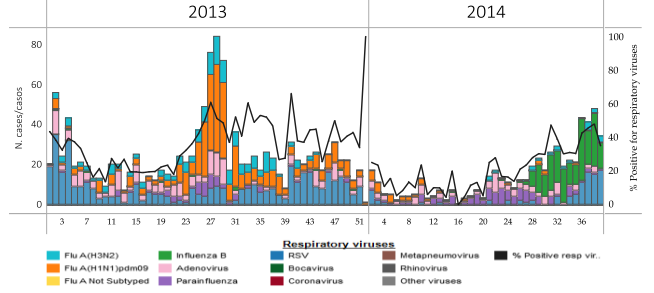 2013 2014
N. cases/casos
80
60
40
20
0
100
80
60
40
20
0
% Positive for respiratory viruses
3 7 11 15 19 23 27 31 35 39 43 47 51 4 8 12 16 20 24 28 32 36
Respiratory viruses
Flu A(H3N2) Influenza B RSV Metapneumovirus % Positive resp vir..
Flu A(H1N1)pdm09 Adenovirus Bocavirus Rhinovirus
Flu A Not Subtyped Parainfluenza Coronavirus Other viruses